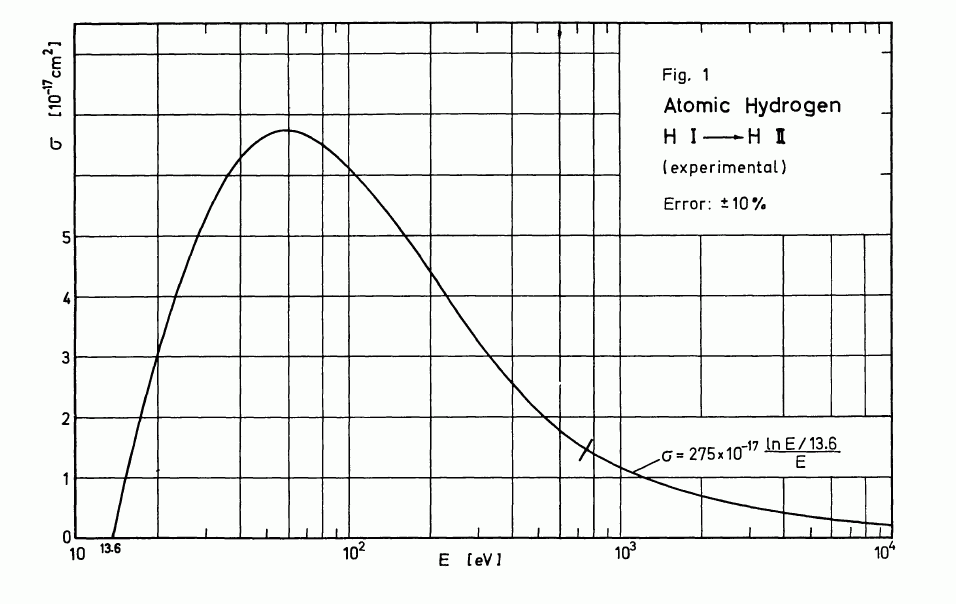 σ [10⁻¹⁷cm²]
Fig. 1
Atomic Hydrogen
H I → H II
(experimental)
Error: ±10%
5
4
3
2
1
0
σ = 275×10⁻¹⁷ ln E/13.6 / E
10 13.6 10² 10³ 10⁴
E [eV]